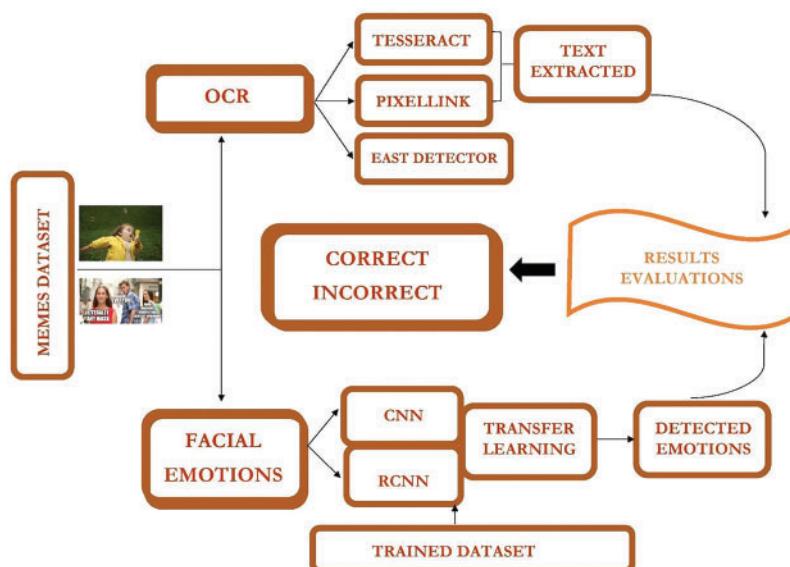 TESSERACT
TEXT
EXTRACTED
OCR
PIXELLINK
EAST DETECTOR
MEMES DATASET
CORRECT
INCORRECT
RESULTS
EVALUATIONS
FACIAL
EMOTIONS
CNN
RCNN
TRANSFER
LEARNING
DETECTED
EMOTIONS
TRAINED DATASET